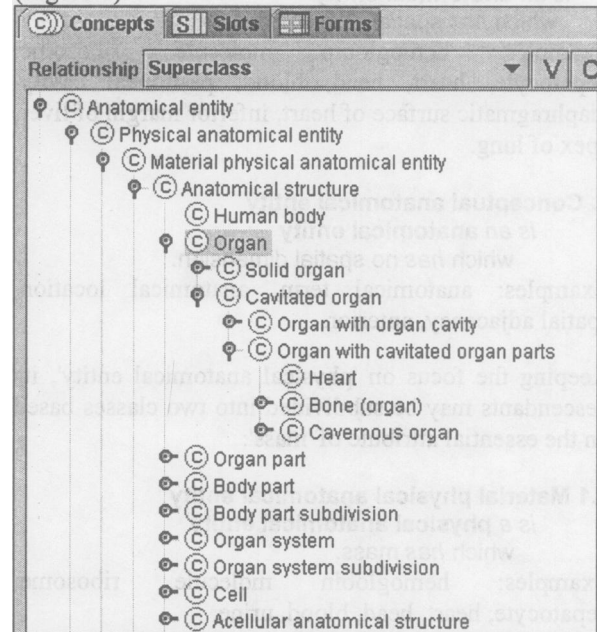 C Concepts S Slots Forms
Relationship Superclass V C
C Anatomical entity
C Physical anatomical entity
C Material physical anatomical entity
C Anatomical structure
C Human body
C Organ
C Solid organ
C Cavitated organ
C Organ with organ cavity
C Organ with cavitated organ parts
C Heart
C Bone (organ)
C Cavernous organ
C Organ part
C Body part
C Body part subdivision
C Organ system
C Organ system subdivision
C Cell
C Acellular anatomical structure